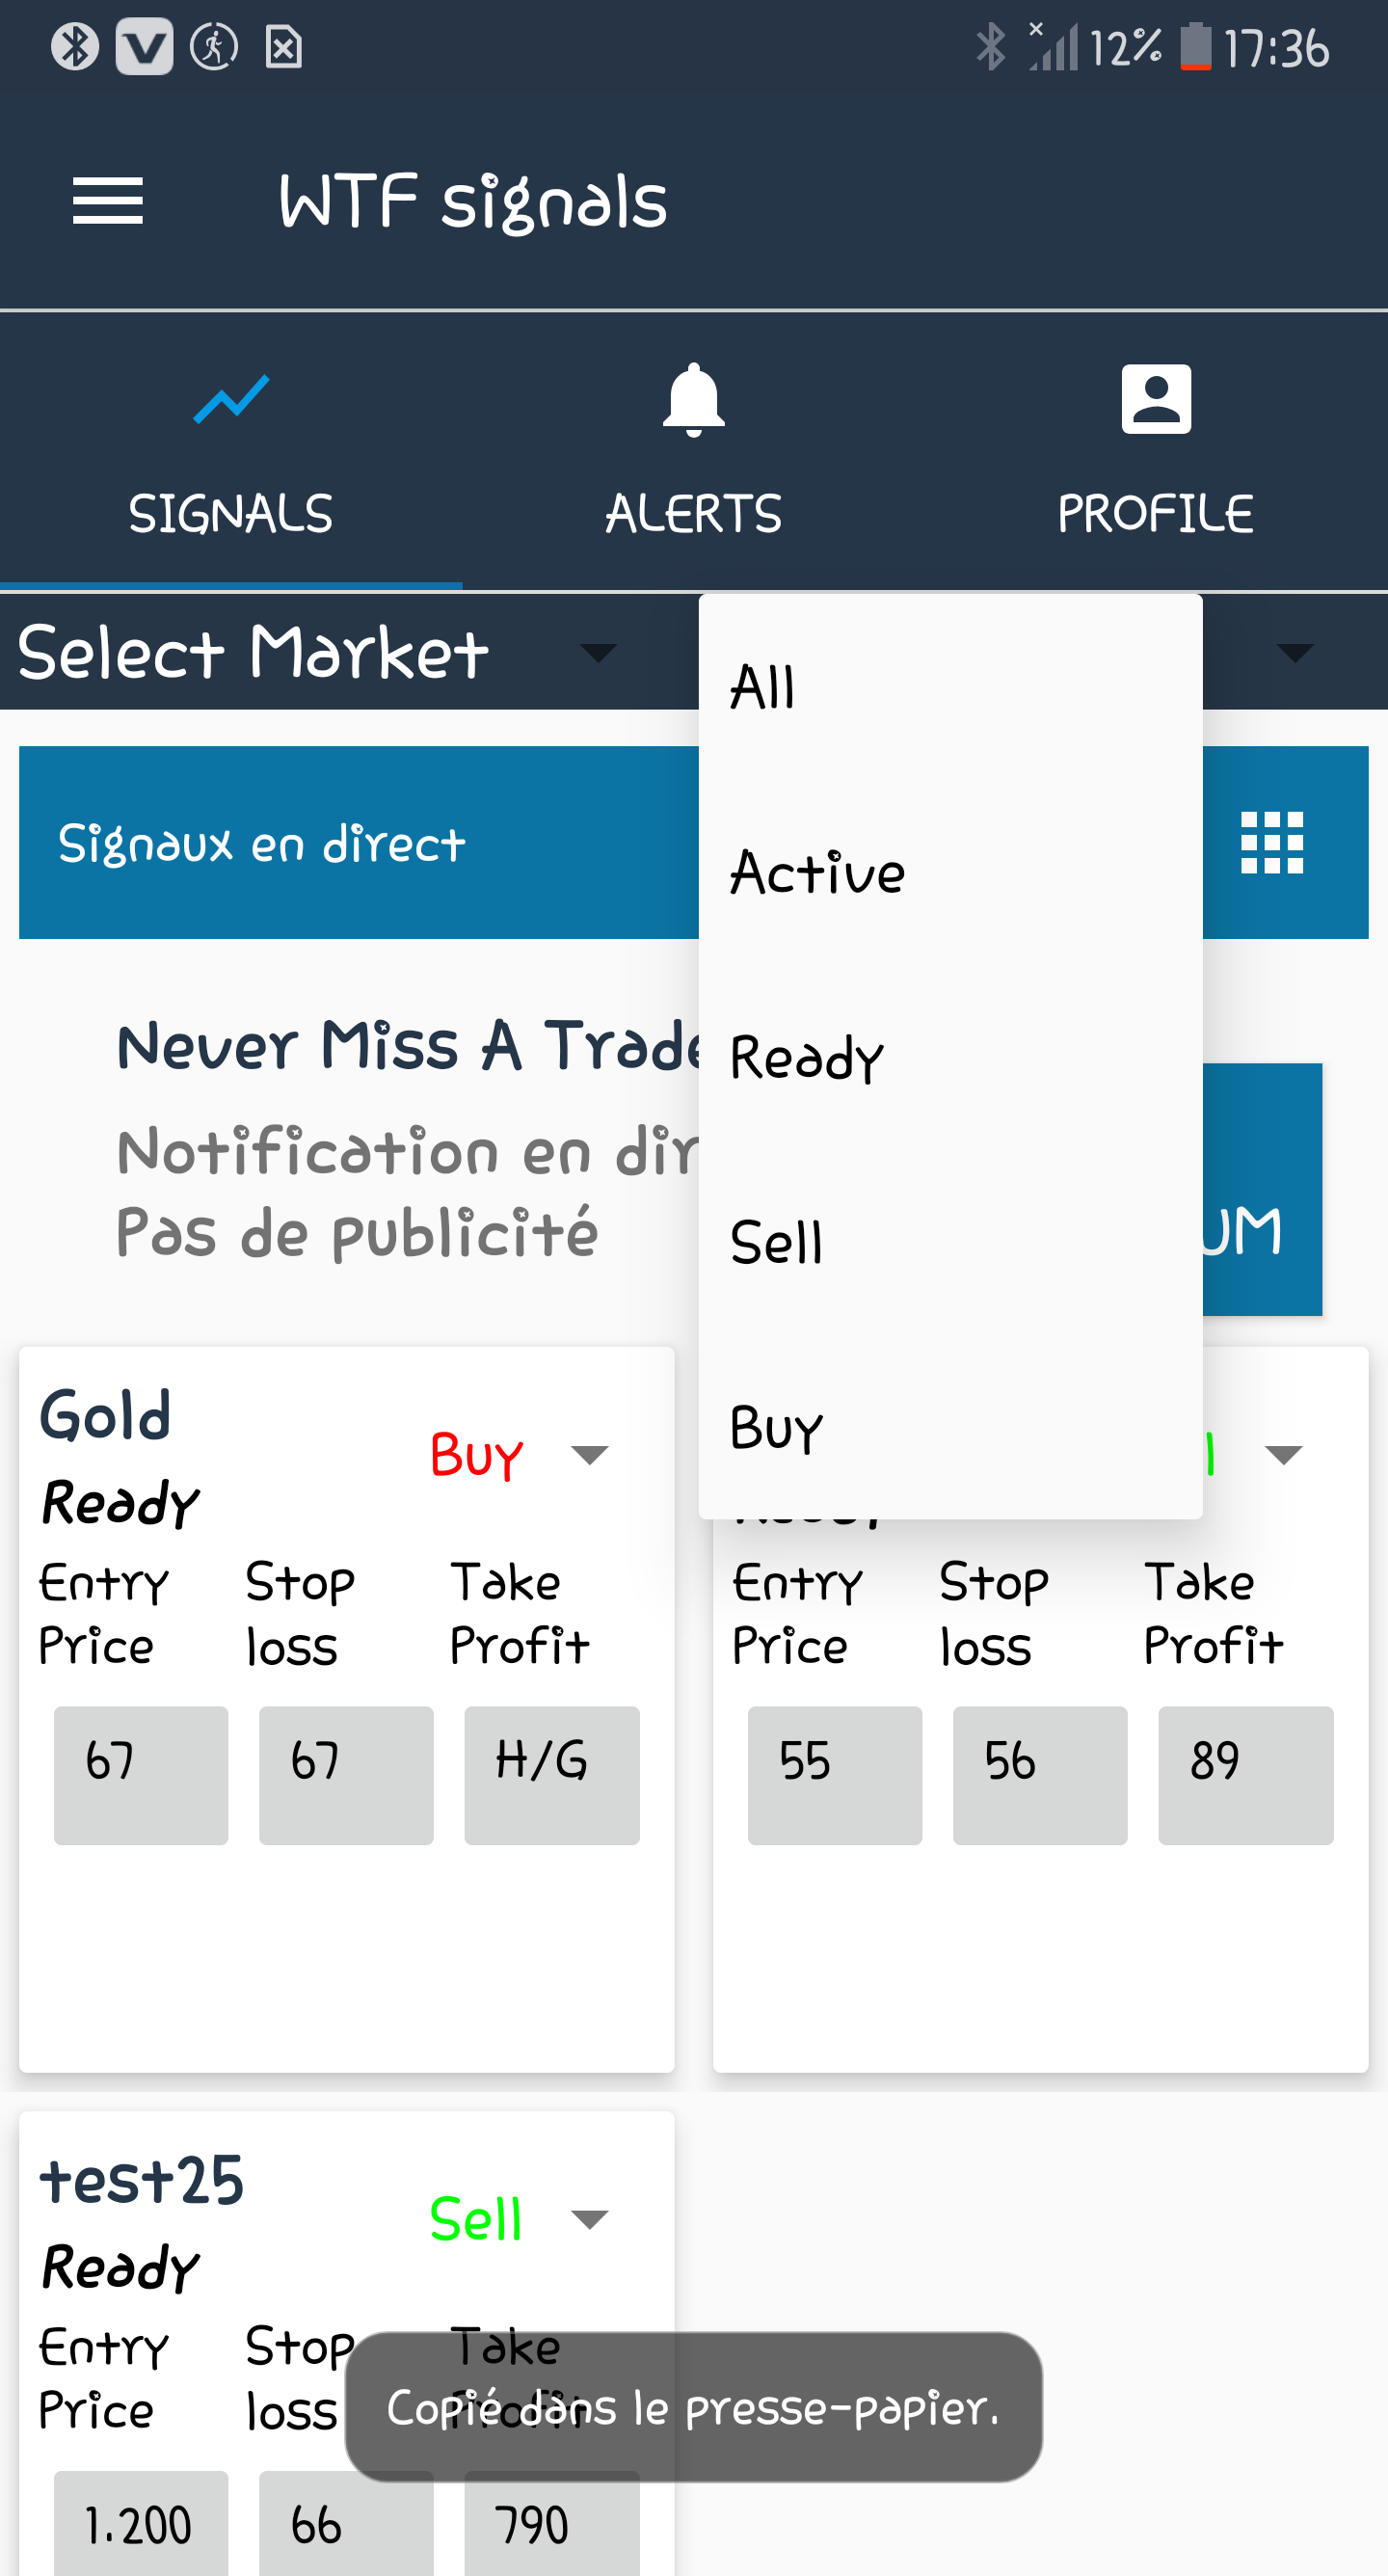 12% 17:36
WTF signals
SIGNALS ALERTS PROFILE
Select Market
All
Active
Ready
Sell
Buy
Signaux en direct
Never Miss A Trade
Notification en dir
Pas de publicité
UM
Gold
Buy
Ready
Entry Price Stop loss Take Profit
67 67 H/G
Ready
Entry Price Stop loss Take Profit
55 56 89
test25
Sell
Ready
Entry Price Stop loss Take Profit
1.200 66 790
Copié dans le presse-papier.